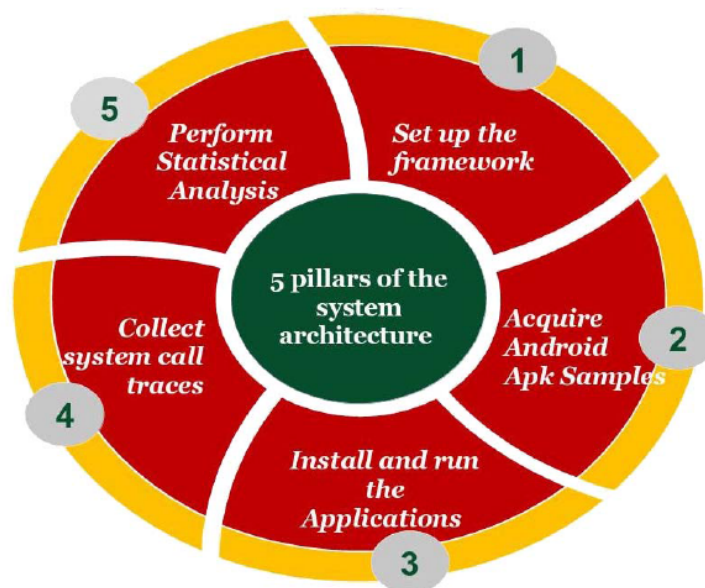 5 pillars of the
system
architecture
1
Set up the
framework
2
Acquire
Android
Apk Samples
3
Install and run
the
Applications
4
Collect
system call
traces
5
Perform
Statistical
Analysis